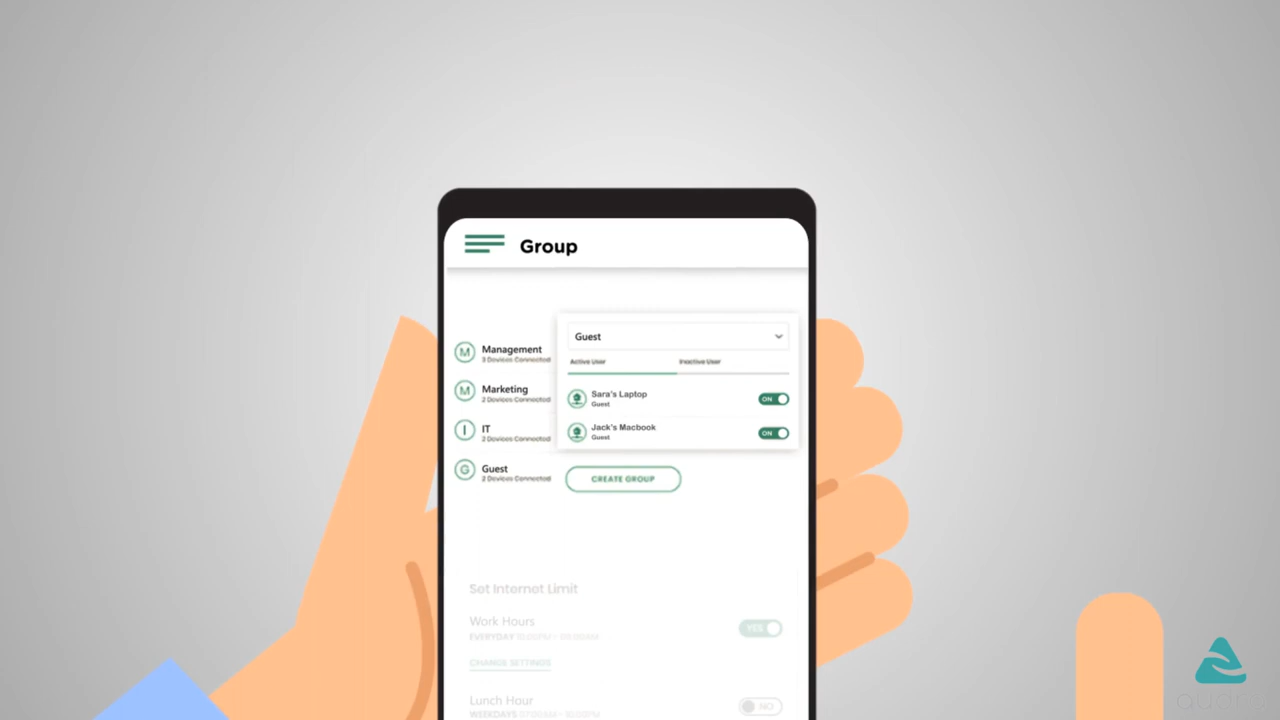 Group
Management
3 Devices Connected
Marketing
2 Devices Connected
I IT
2 Devices Connected
G Guest
2 Devices Connected
Guest
Active User Inactive User
Sara's Laptop
Guest
ON
Jack's Macbook
Guest
ON
CREATE GROUP
Set Internet Limit
Work Hours
EVERYDAY
YES
CHANGE SETTINGS
Lunch Hour
WEEKDAYS
NO